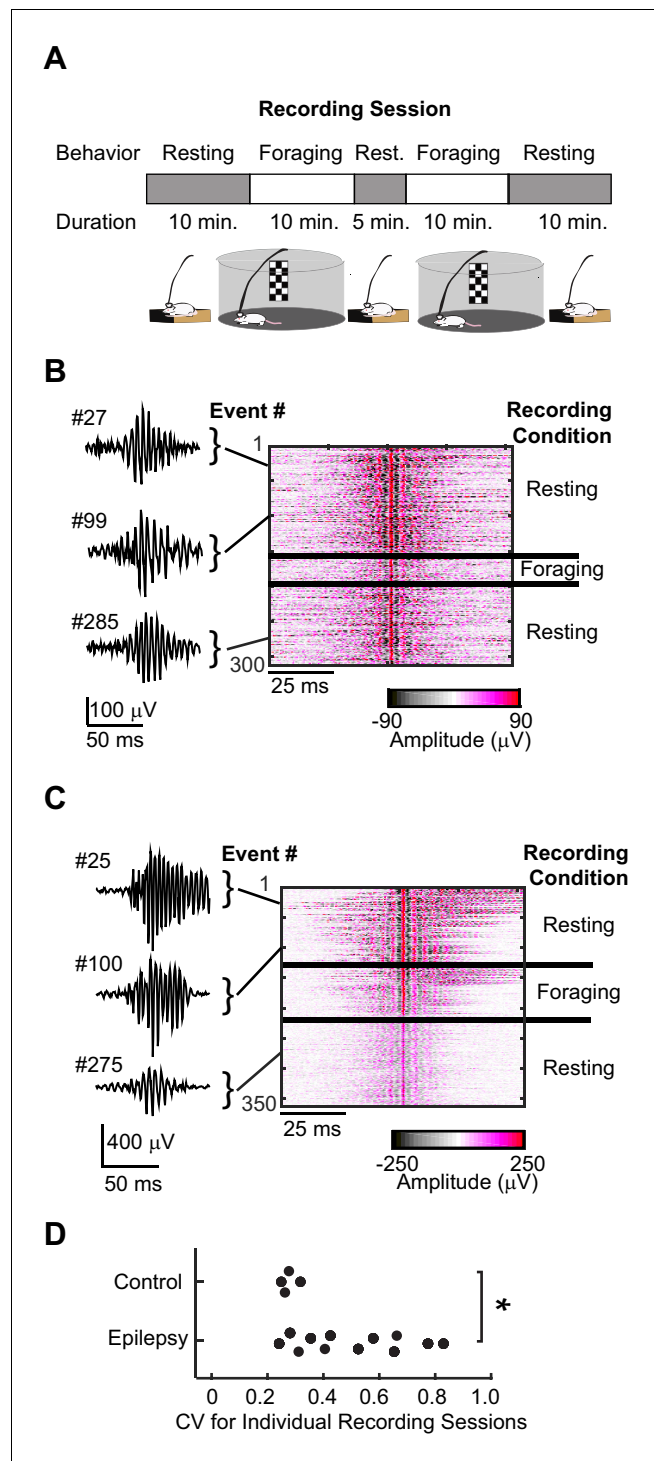 A
Recording Session
Behavior Resting Foraging Rest. Foraging Resting
Duration 10 min. 10 min. 5 min. 10 min. 10 min.
B
#27
#99
#285
100 μV
50 ms
Event #
1
300
25 ms
Recording
Condition
Resting
Foraging
Resting
-90 90
Amplitude (μV)
C
#25
#100
#275
400 μV
50 ms
Event #
1
350
25 ms
Recording
Condition
Resting
Foraging
Resting
-250 250
Amplitude (μV)
D
Control
Epilepsy
*
0 0.2 0.4 0.6 0.8 1.0
CV for Individual Recording Sessions